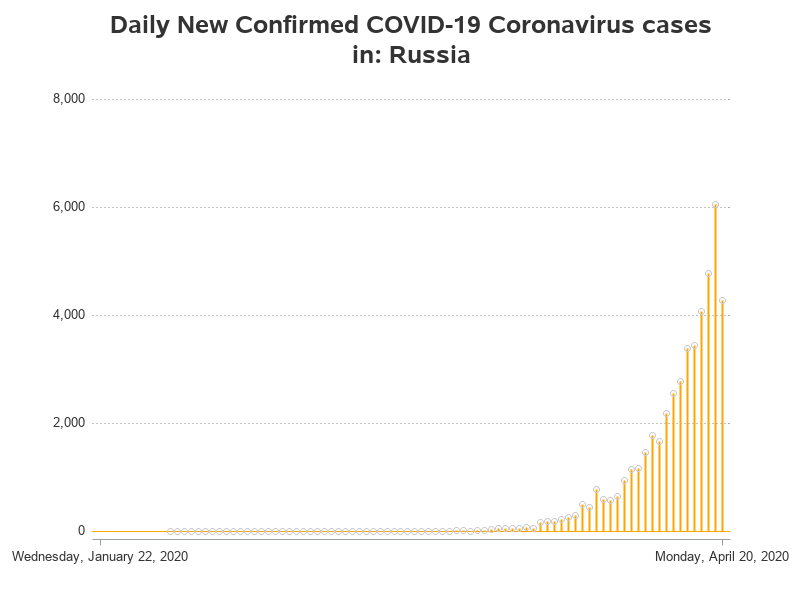 Daily New Confirmed COVID-19 Coronavirus cases
in: Russia
8,000
6,000
4,000
2,000
0
Wednesday, January 22, 2020
Monday, April 20, 2020